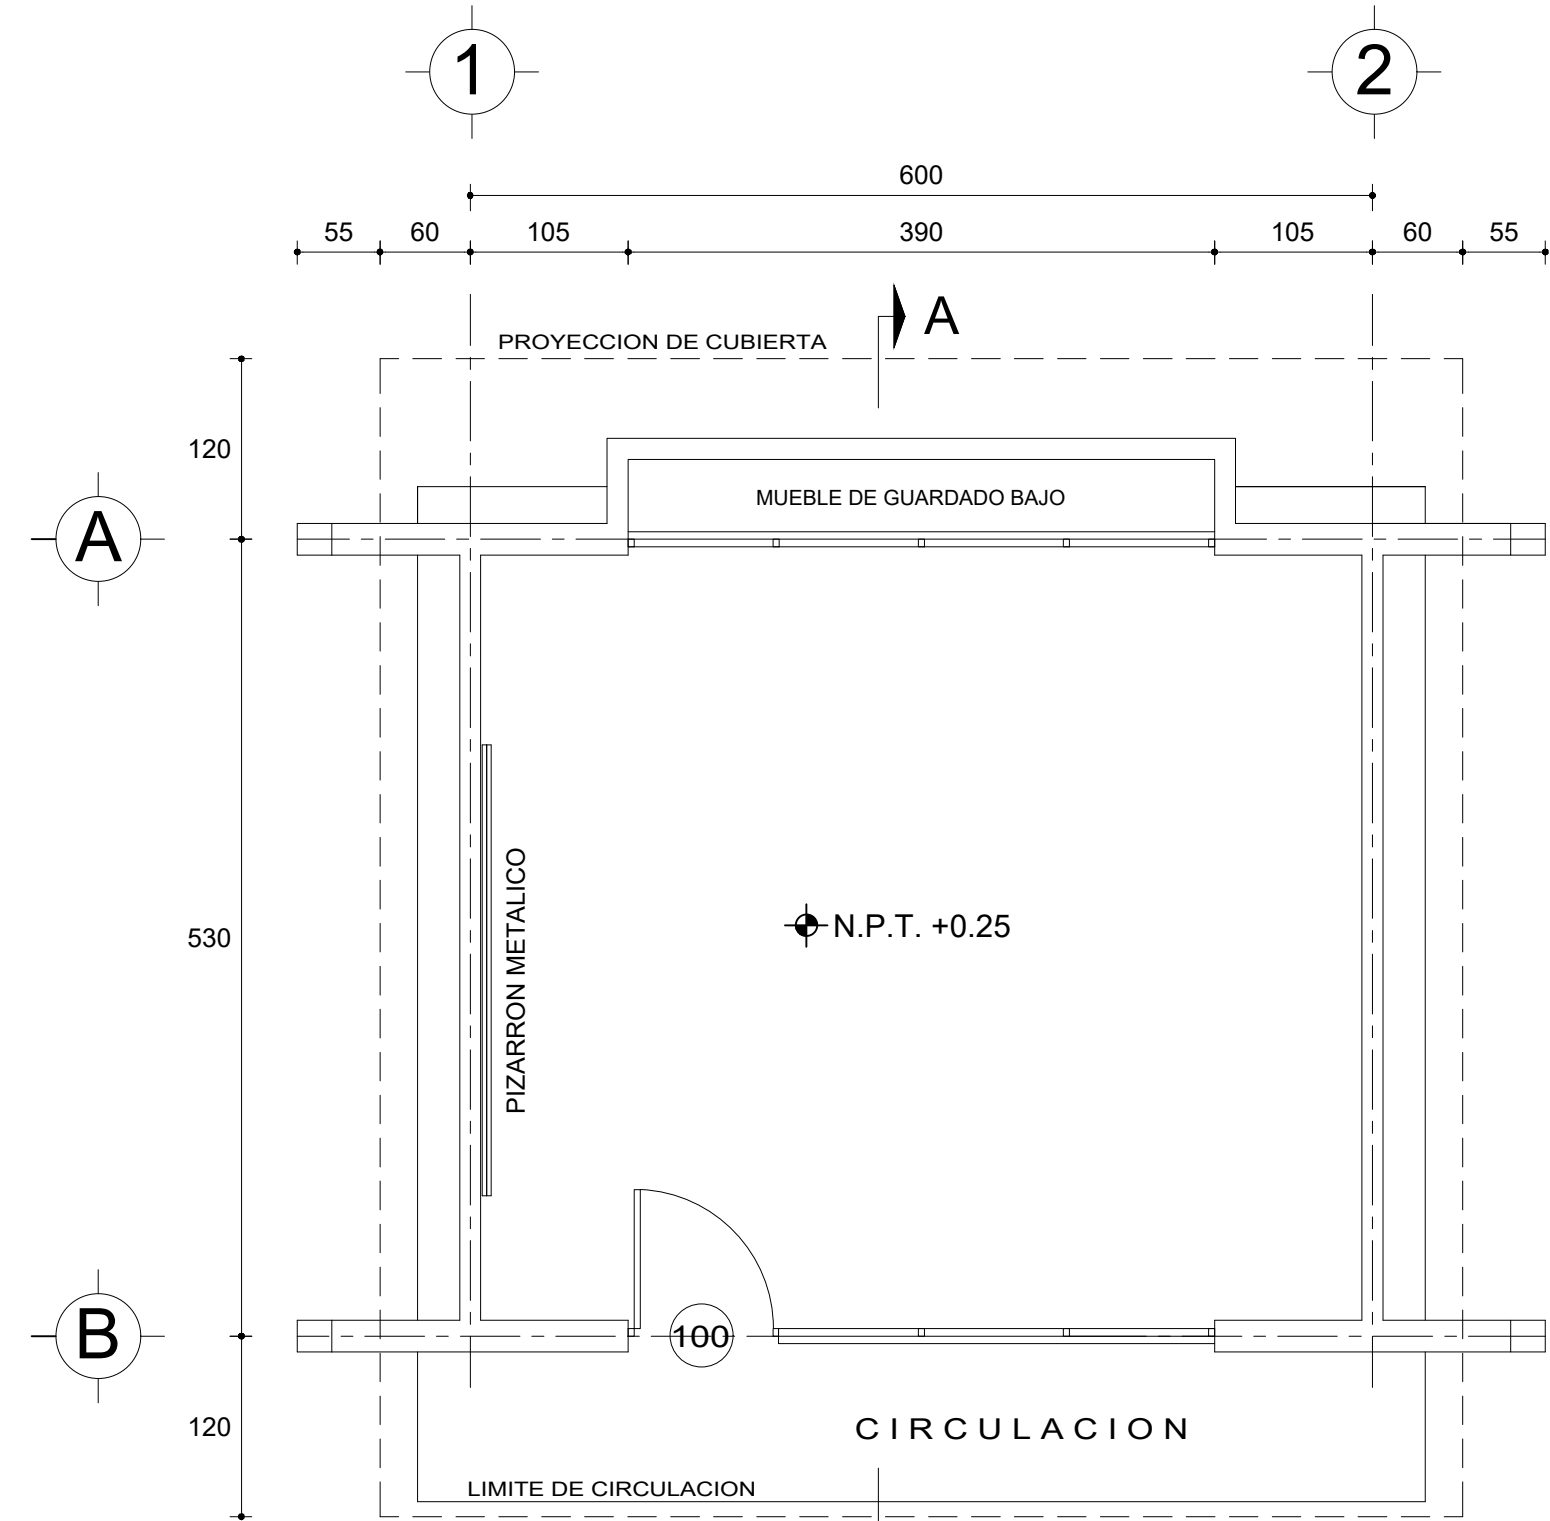 1
2
600
55
60
105
390
105
60
55
A
PROYECCION DE CUBIERTA
120
MUEBLE DE GUARDADO BAJO
A
530
PIZARRON METALICO
N.P.T. +0.25
B
100
120
CIRCULACION
LIMITE DE CIRCULACION